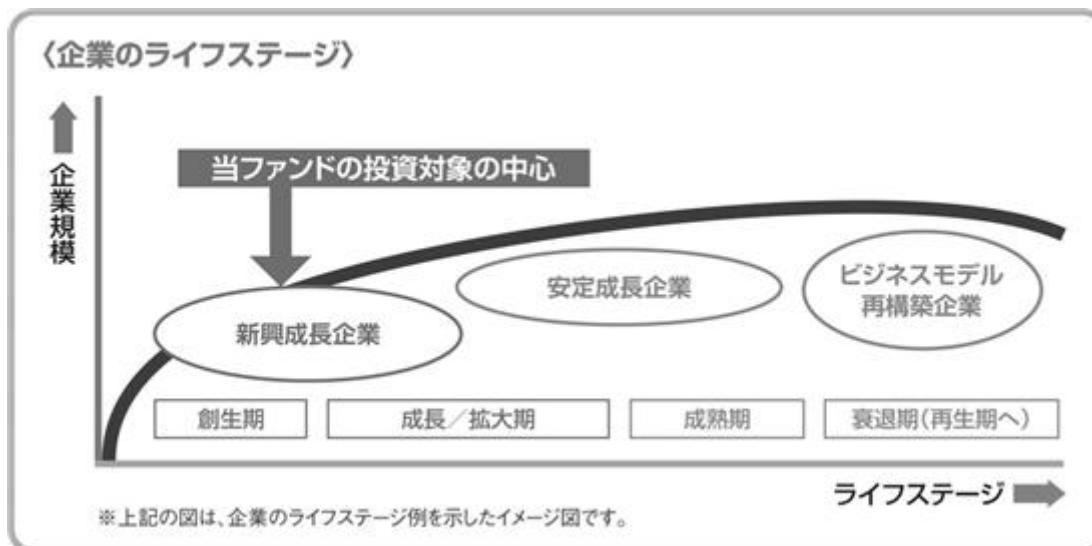 〈企業のライフステージ〉
企業規模
当ファンドの投資対象の中心
新興成長企業
安定成長企業
ビジネスモデル
再構築企業
創生期
成長／拡大期
成熟期
衰退期(再生期へ)
ライフステージ
※上記の図は、企業のライフステージ例を示したイメージ図です。